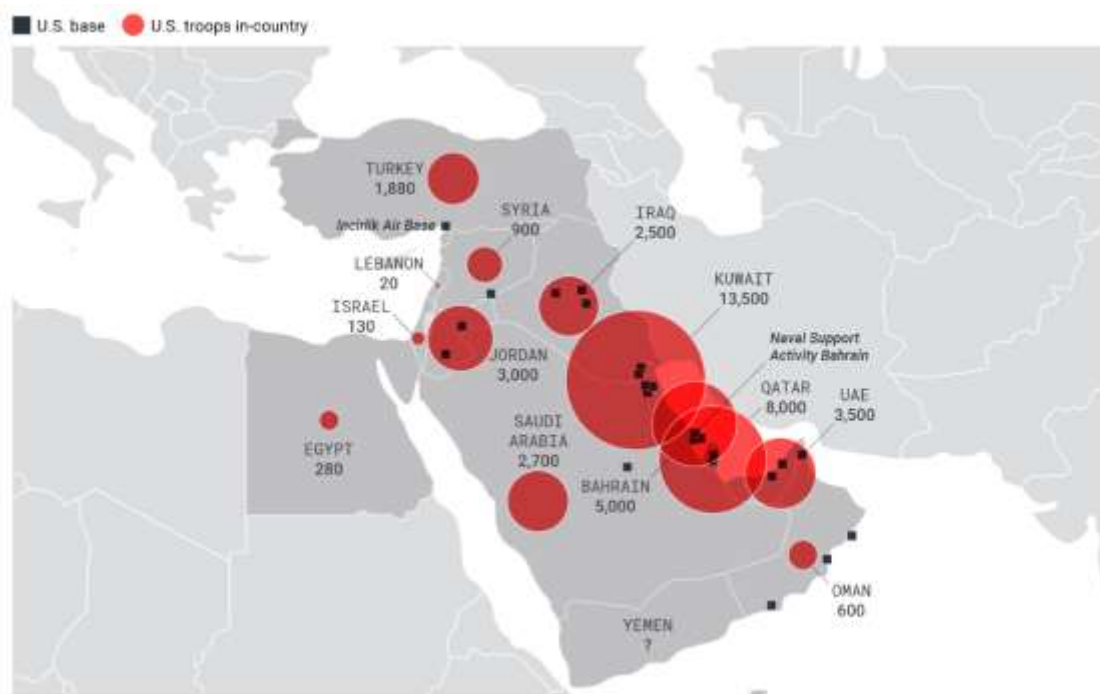 U.S. base U.S. troops in-country
TURKEY
1,880
Incirlik Air Base
SYRIA
900
IRAQ
2,500
LEBANON
20
KUWAIT
13,500
ISRAEL
130
Naval Support
Activity Bahrain
JORDAN
3,000
QATAR
8,000
UAE
3,500
SAUDI
ARABIA
2,700
EGYPT
280
BAHRAIN
5,000
OMAN
600
YEMEN
?